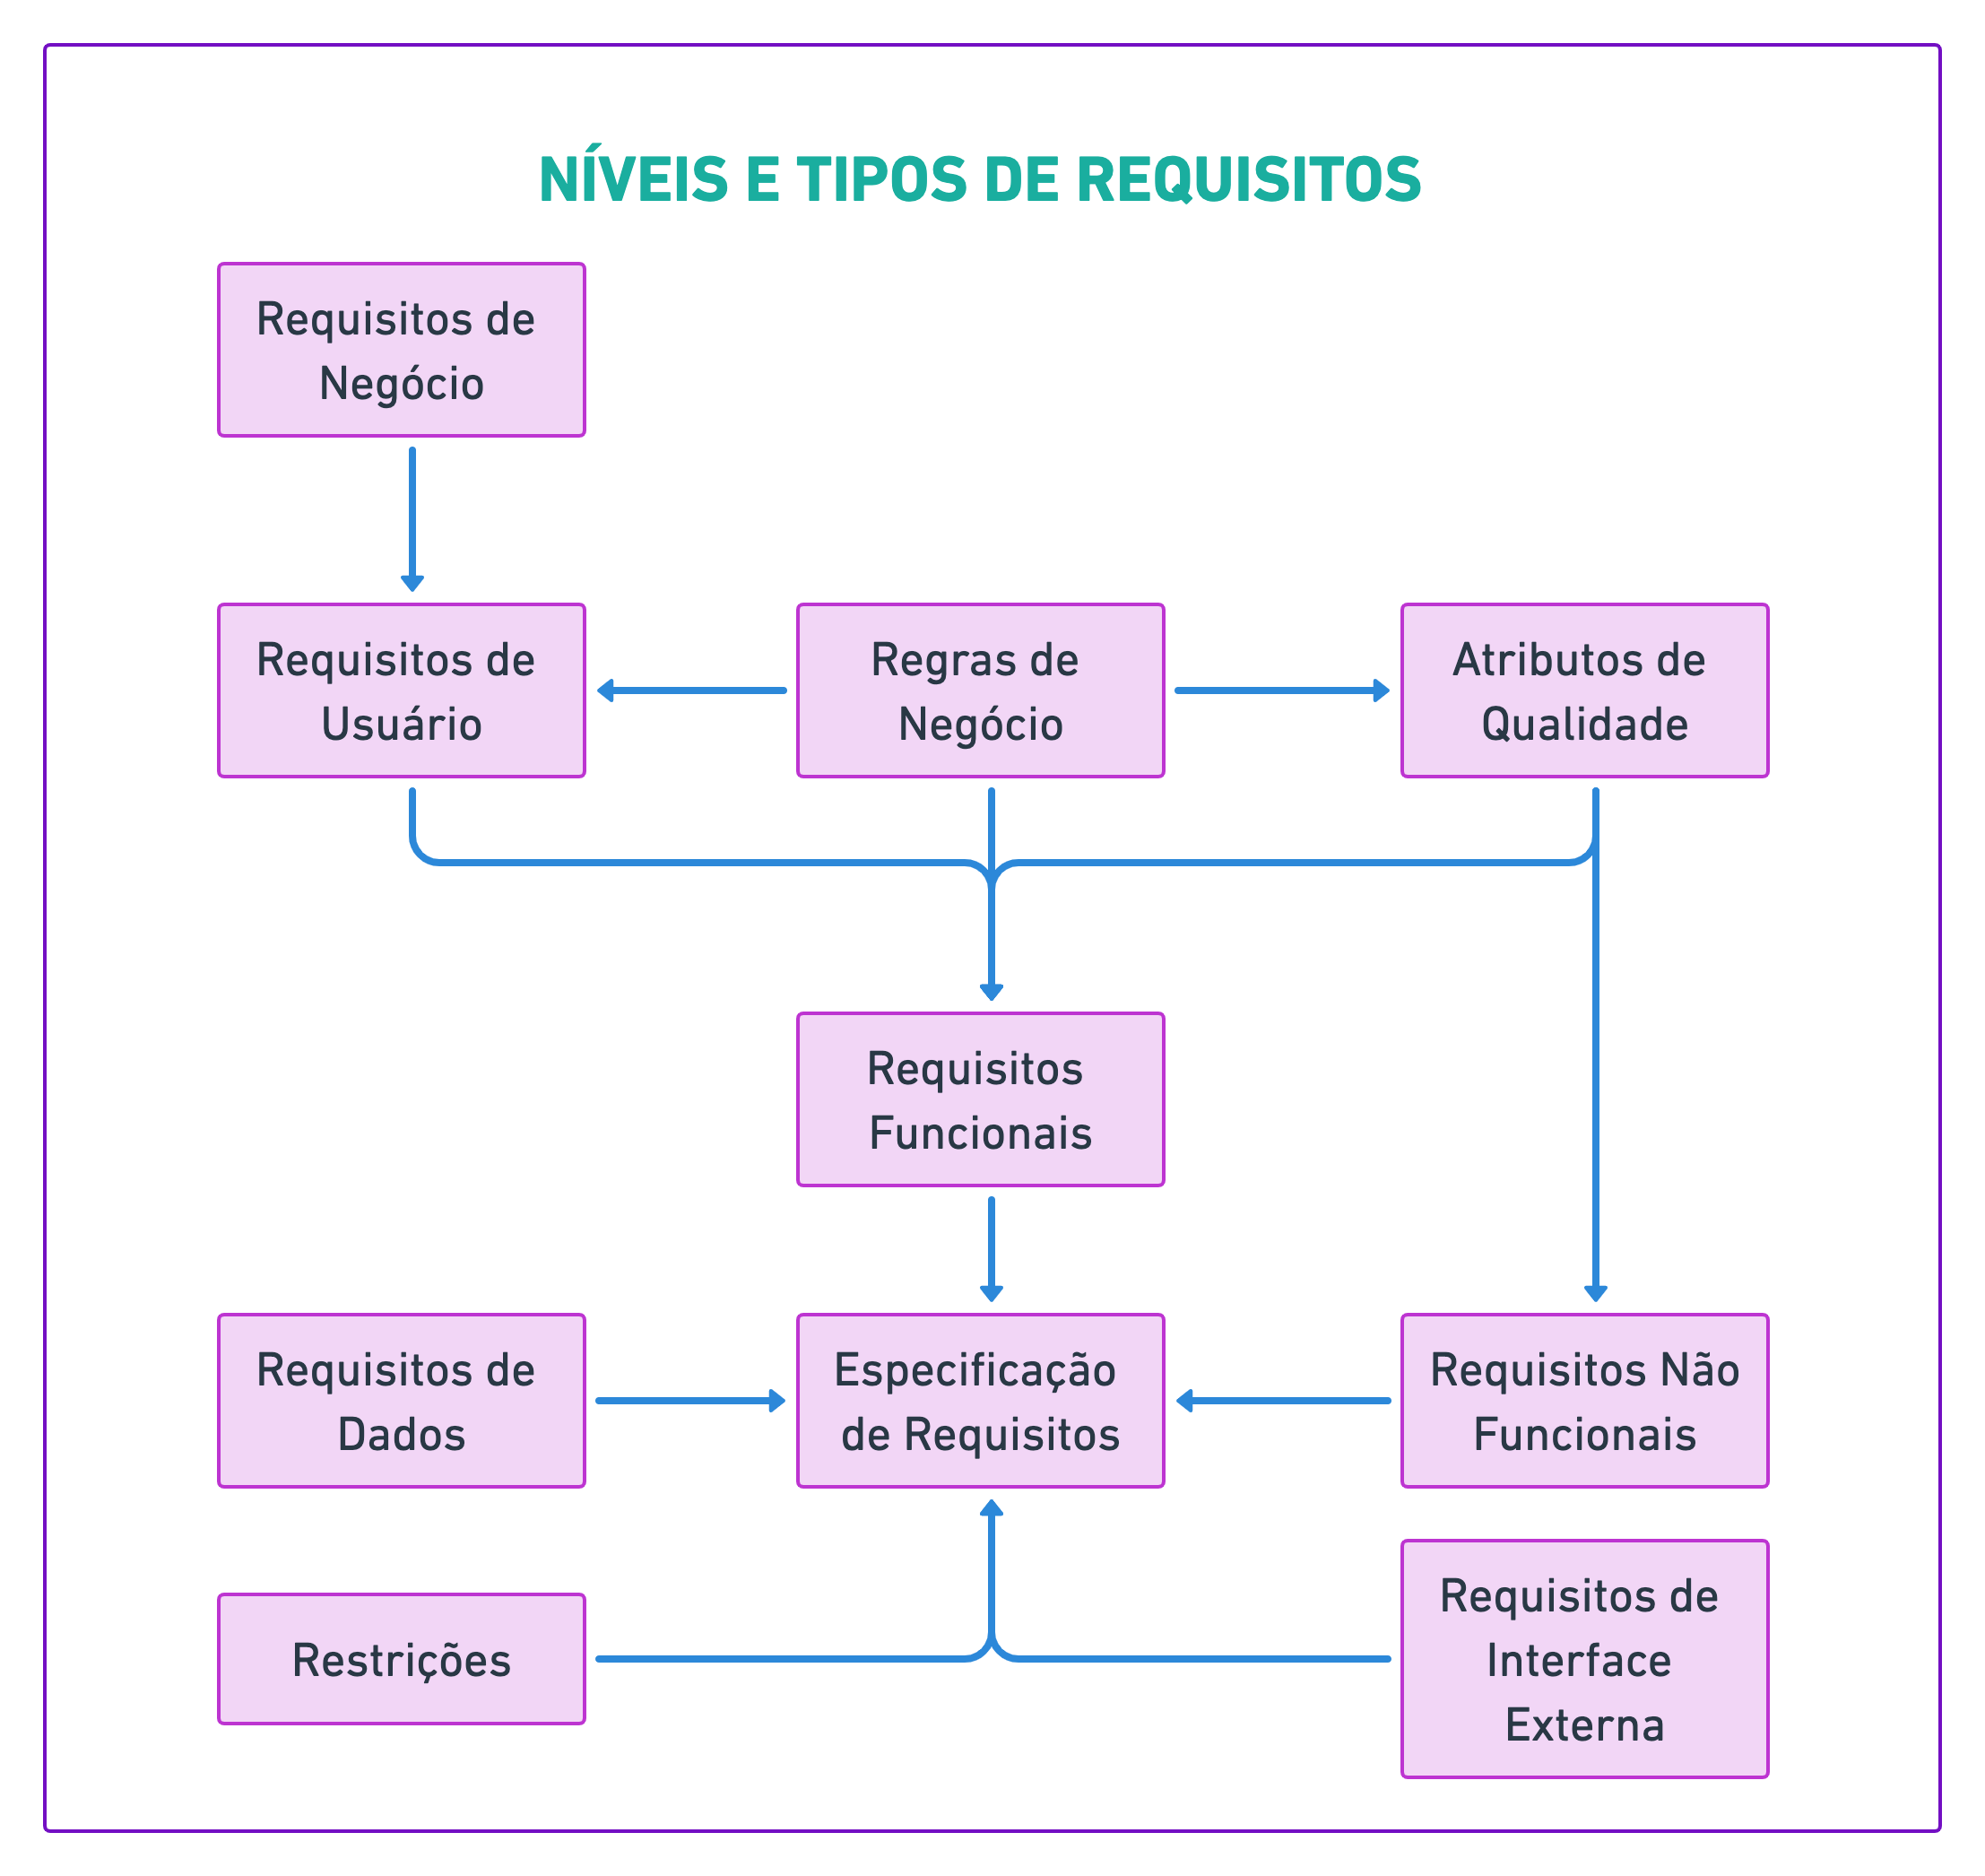 NÍVEIS E TIPOS DE REQUISITOS
Requisitos de
Negócio
Requisitos de
Usuário
Regras de
Negócio
Atributos de
Qualidade
Requisitos
Funcionais
Requisitos de
Dados
Especificação
de Requisitos
Requisitos Não
Funcionais
Restrições
Requisitos de
Interface
Externa